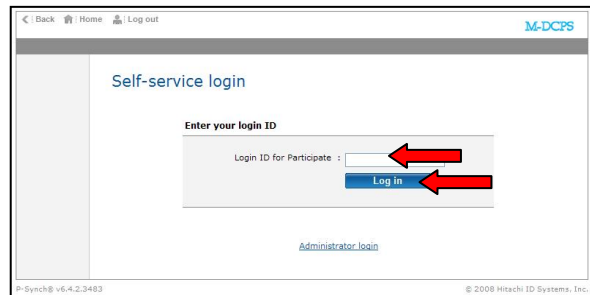 Back Home Log out
M-DCPS
Self-service login
Enter your login ID
Login ID for Participate :
Log in
Administrator login
P-Synch® v6.4.2.3483 © 2008 Hitachi ID Systems, Inc.